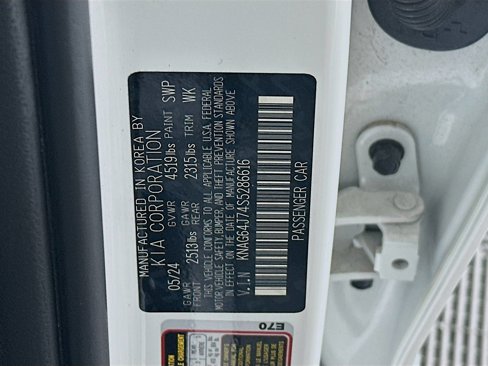 MANUFACTURED IN KOREA BY
KIA CORPORATION
05/24 GVWR 4519lbs PAINT SWP
GAWR FRONT 2513lbs GAWR REAR 2315lbs TRIM WK
THIS VEHICLE CONFORMS TO ALL APPLICABLE U.S.A. FEDERAL
MOTOR VEHICLE SAFETY, BUMPER, AND THEFT PREVENTION STANDARDS
IN EFFECT ON THE DATE OF MANUFACTURE SHOWN ABOVE
V.I.N KNAG64J74S5286616
PASSENGER CAR
E70